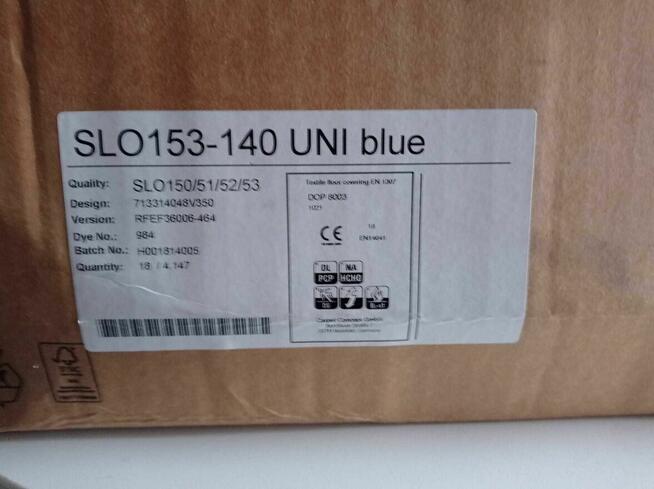 SLO153-140 UNI blue
Quality: SLO150/51/52/53
Design: 713314048V350
Version: RFEF36006-464
Dye No.: 984
Batch No.: H001814005
Quantity: 18 / 4.147
Textile floor covering EN 1307
DOP 8003
1021
CE
EN14041